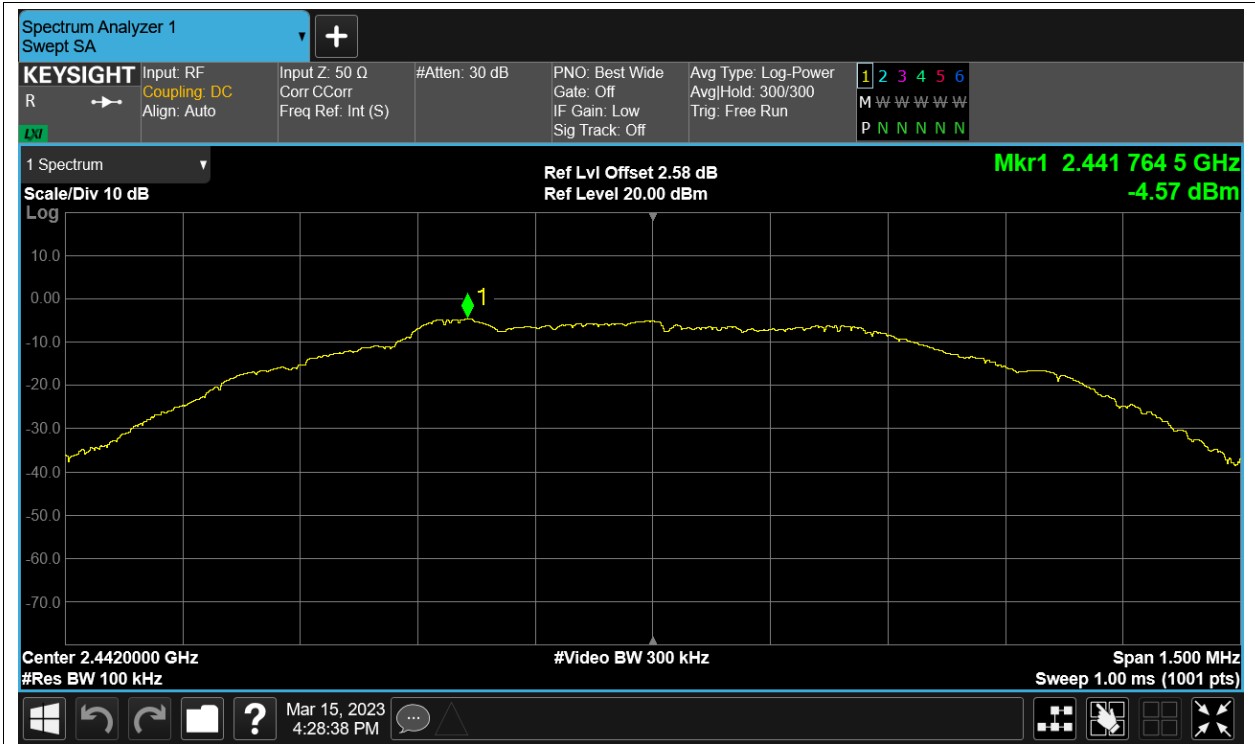 Spectrum Analyzer 1
Swept SA
+
KEYSIGHT
R
LXI
Input: RF
Coupling: DC
Align: Auto
Input Z: 50 Ω
Corr CCorr
Freq Ref: Int (S)
#Atten: 30 dB
PNO: Best Wide
Gate: Off
IF Gain: Low
Sig Track: Off
Avg Type: Log-Power
Avg|Hold: 300/300
Trig: Free Run
1 2 3 4 5 6
M W W W W W
P N N N N N
1 Spectrum
Scale/Div 10 dB
Log
Ref Lvl Offset 2.58 dB
Ref Level 20.00 dBm
Mkr1 2.441 764 5 GHz
-4.57 dBm
10.0
0.00
1
-10.0
-20.0
-30.0
-40.0
-50.0
-60.0
-70.0
Center 2.4420000 GHz
#Video BW 300 kHz
Span 1.500 MHz
#Res BW 100 kHz
Sweep 1.00 ms (1001 pts)
?
Mar 15, 2023
4:28:38 PM